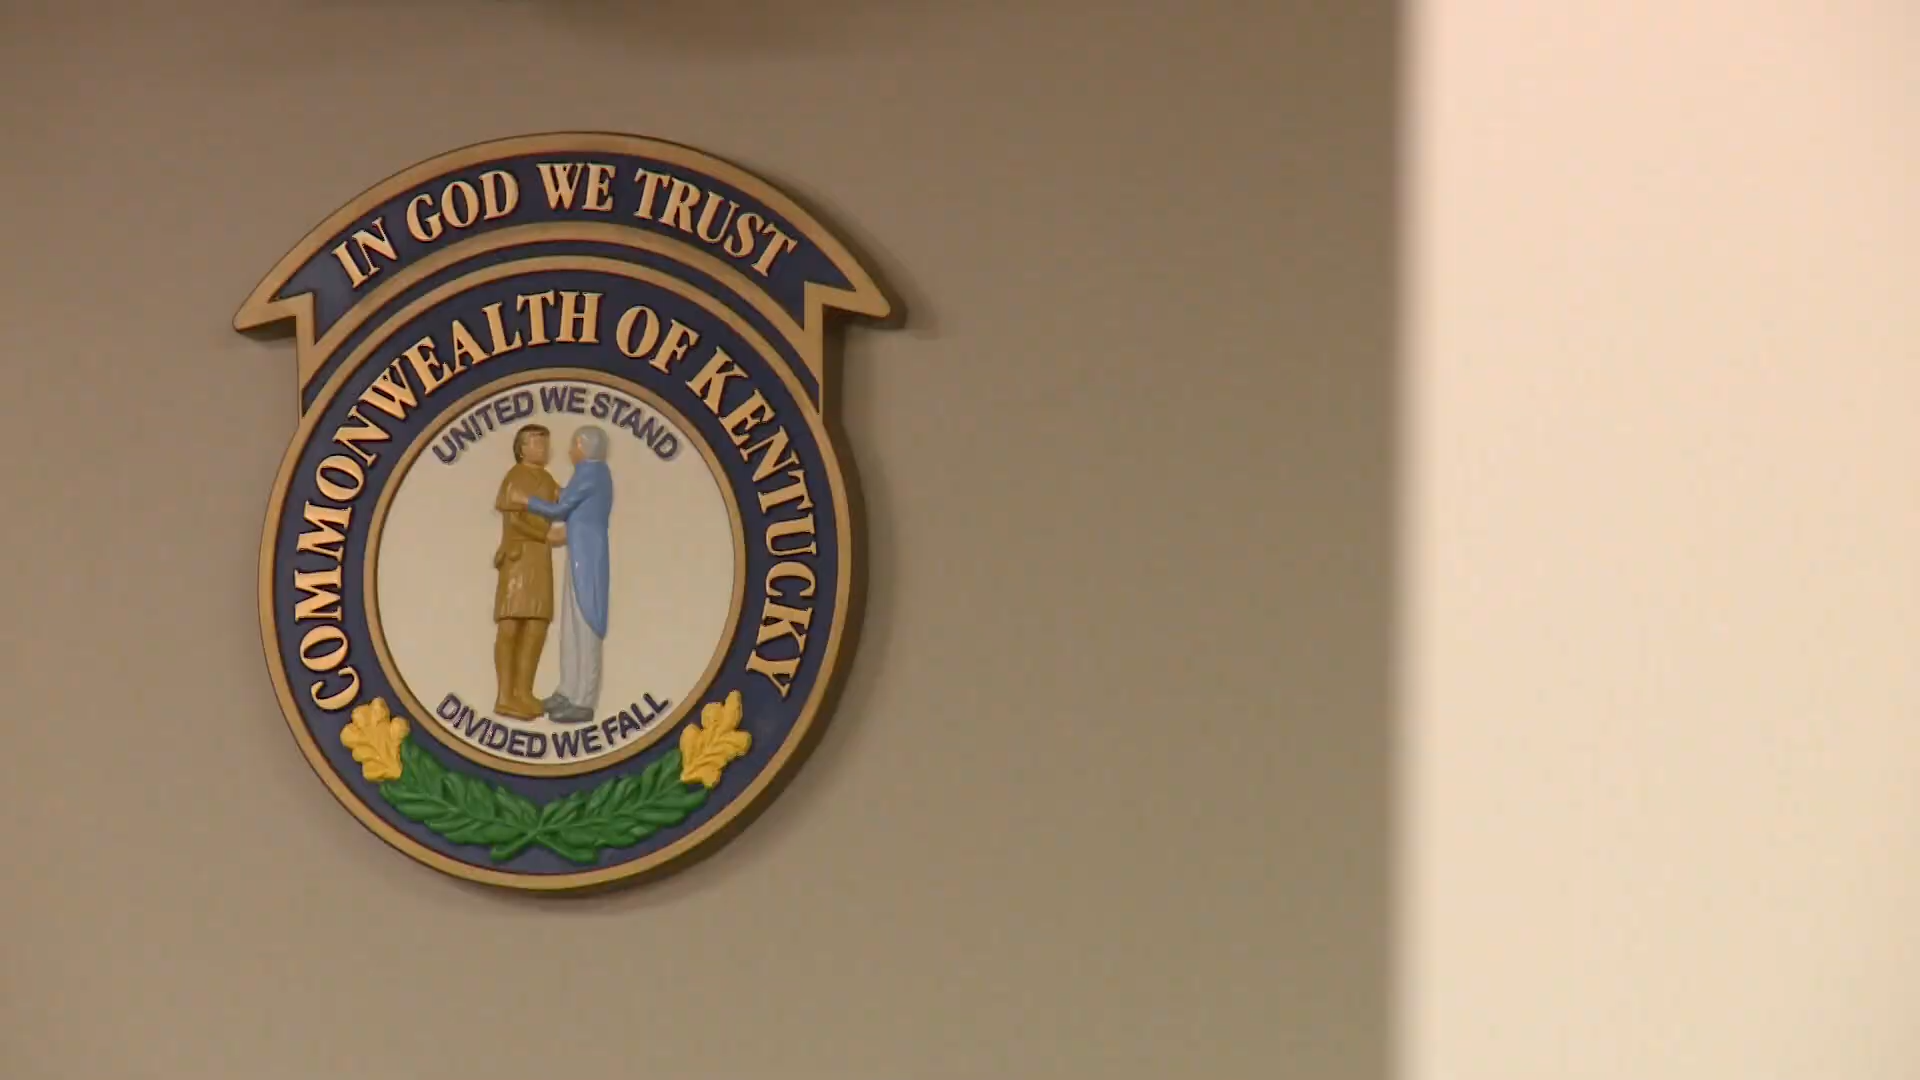 IN GOD WE TRUST
COMMONWEALTH OF KENTUCKY
UNITED WE STAND
DIVIDED WE FALL